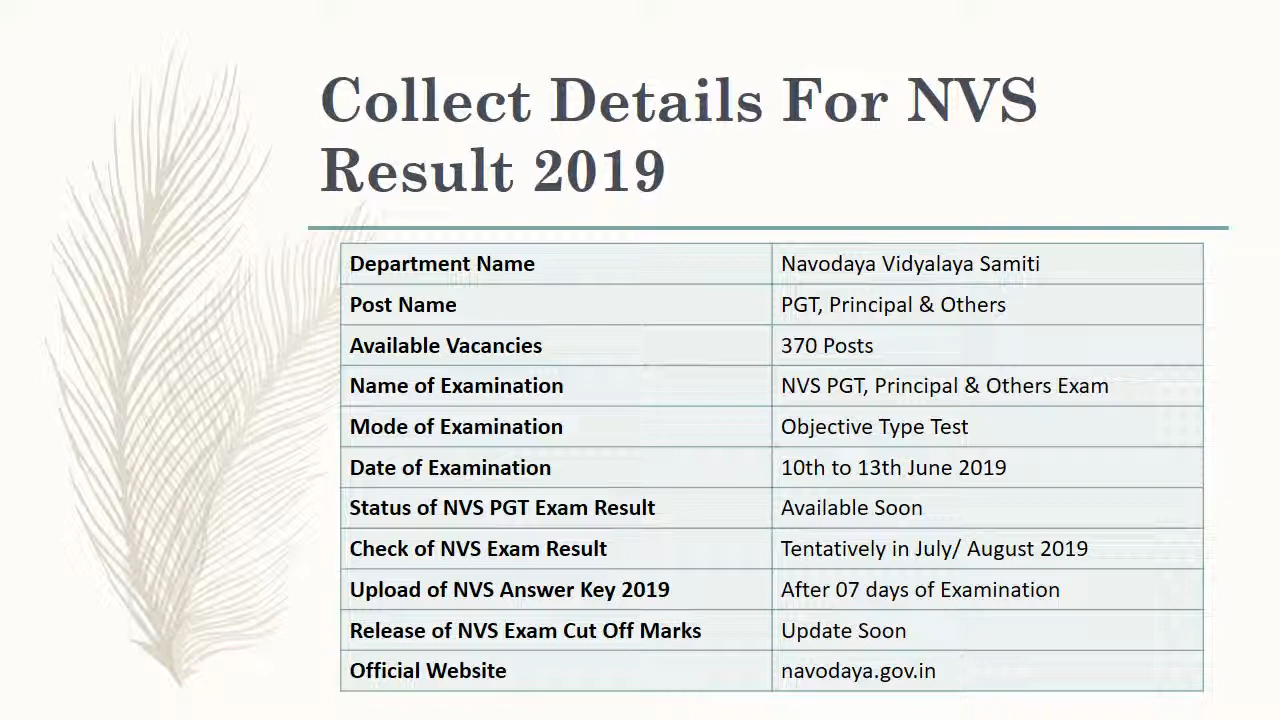 Collect Details For NVS
Result 2019
Department Name Navodaya Vidyalaya Samiti
Post Name PGT, Principal & Others
Available Vacancies 370 Posts
Name of Examination NVS PGT, Principal & Others Exam
Mode of Examination Objective Type Test
Date of Examination 10th to 13th June 2019
Status of NVS PGT Exam Result Available Soon
Check of NVS Exam Result Tentatively in July/ August 2019
Upload of NVS Answer Key 2019 After 07 days of Examination
Release of NVS Exam Cut Off Marks Update Soon
Official Website navodaya.gov.in